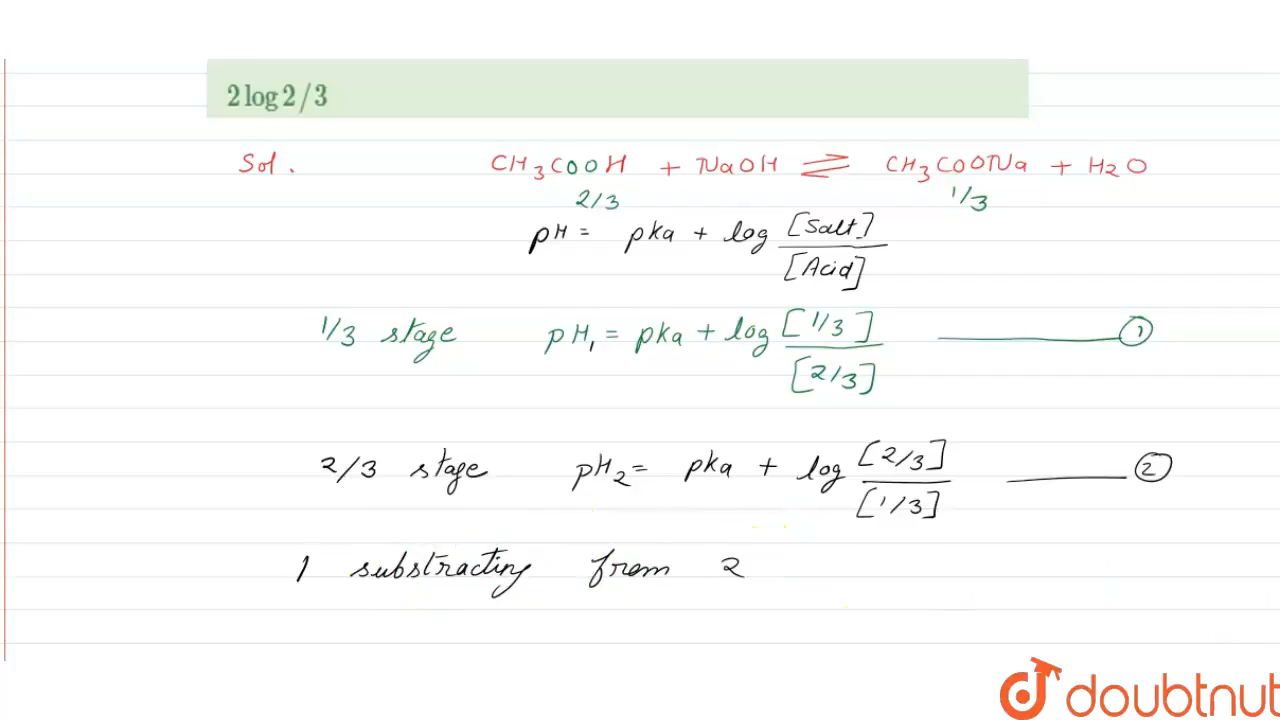 2 log 2 / 3
Sol. CH3COOH + NaOH ⇌ CH3COONa + H2O
2/3 1/3
pH = pka + log [Salt]/[Acid]
1/3 stage pH1 = pka + log [1/3]/[2/3] ①
2/3 stage pH2 = pka + log [2/3]/[1/3] ②
1 substracting from 2
doubtnut